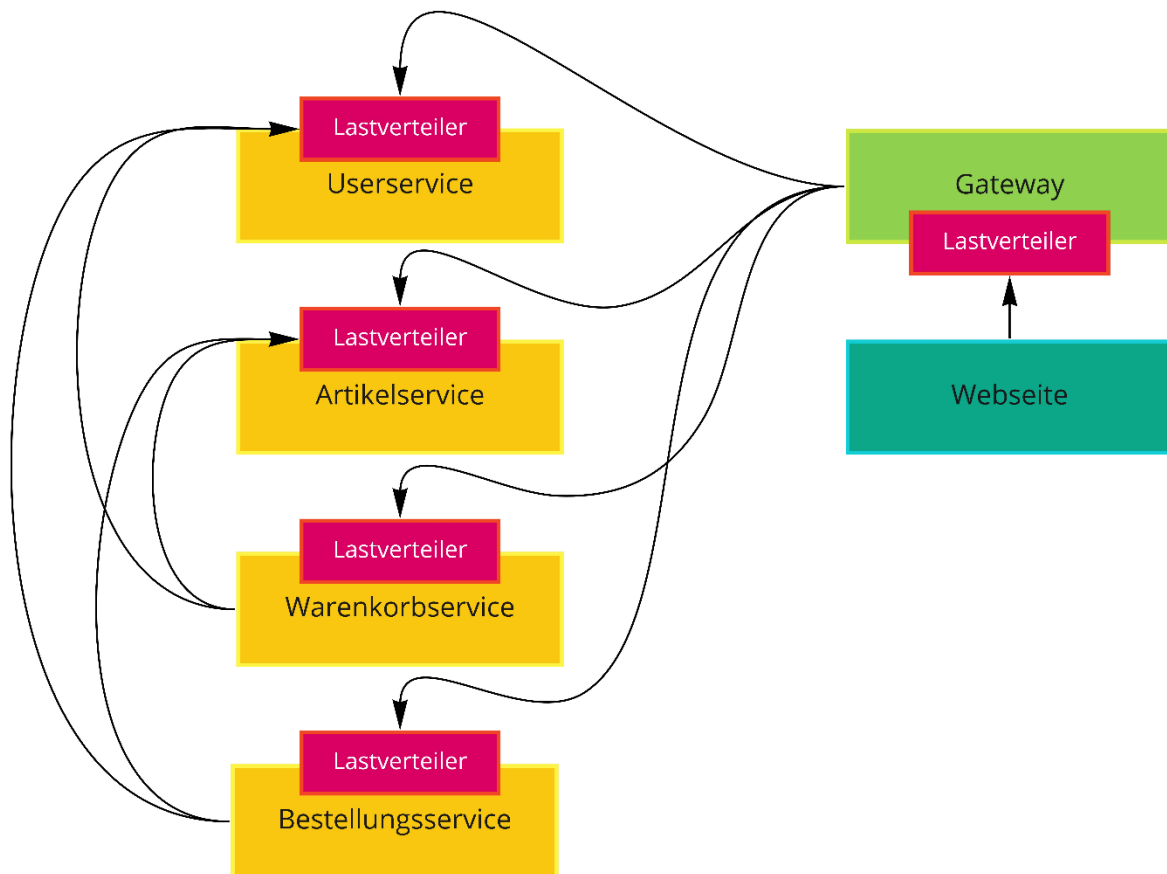 Lastverteiler
Userservice
Gateway
Lastverteiler
Lastverteiler
Artikelservice
Webseite
Lastverteiler
Warenkorbservice
Lastverteiler
Bestellungsservice